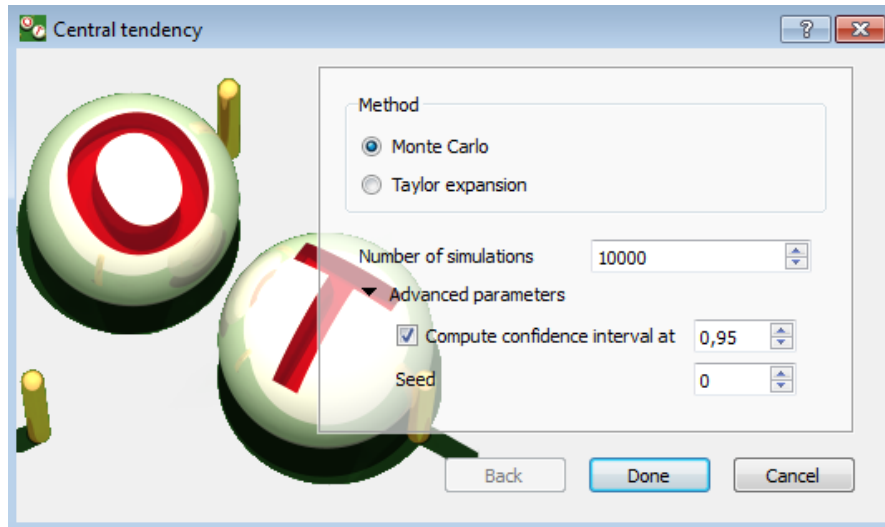 Central tendency
Method
Monte Carlo
Taylor expansion
Number of simulations 10000
Advanced parameters
Compute confidence interval at 0,95
Seed 0
Back Done Cancel
O
T